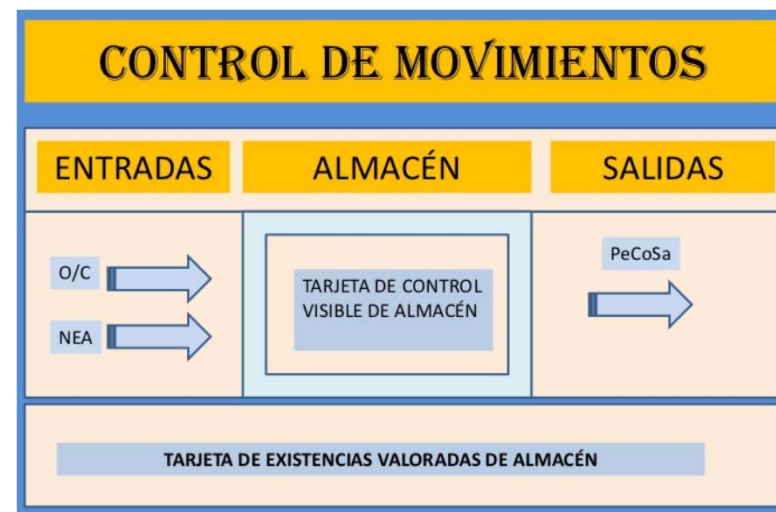 CONTROL DE MOVIMIENTOS
ENTRADAS
ALMACÉN
SALIDAS
O/C
NEA
TARJETA DE CONTROL
VISIBLE DE ALMACÉN
PeCoSa
TARJETA DE EXISTENCIAS VALORADAS DE ALMACÉN